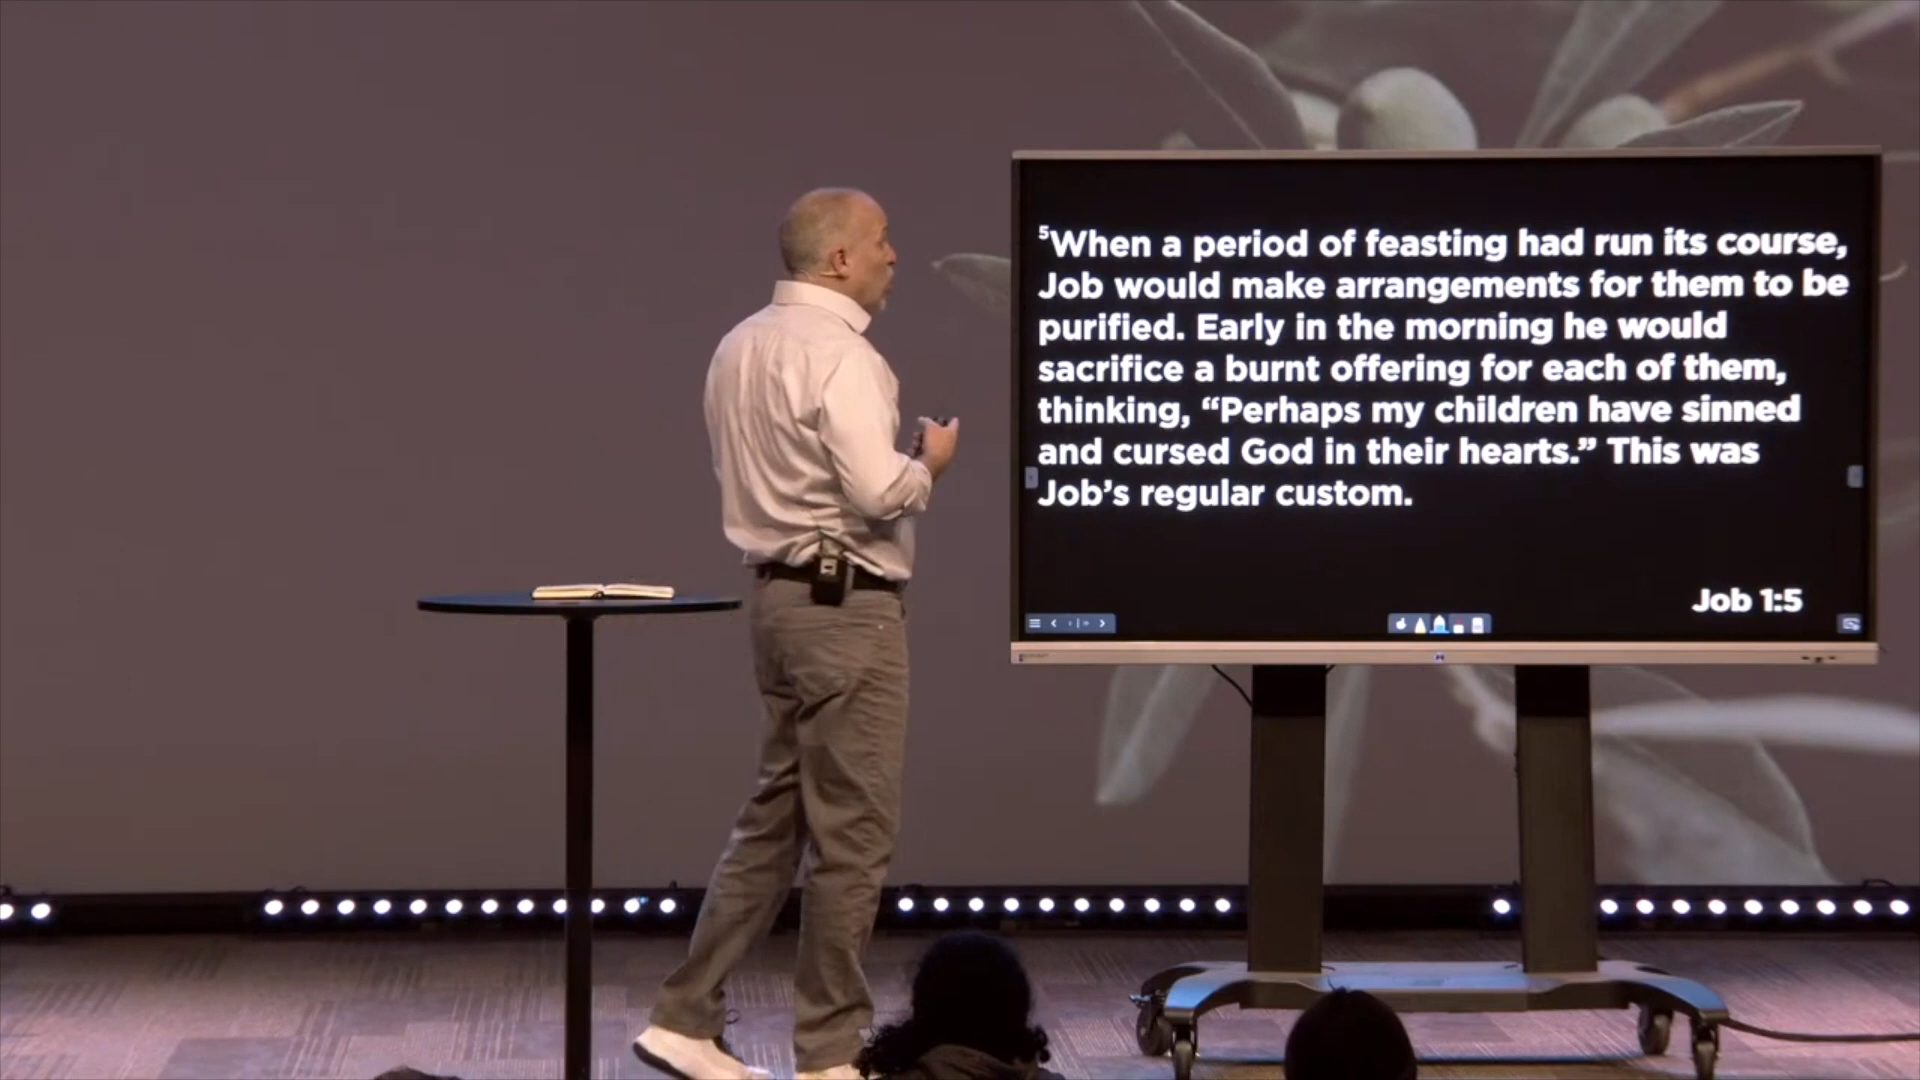 ⁵When a period of feasting had run its course,
Job would make arrangements for them to be
purified. Early in the morning he would
sacrifice a burnt offering for each of them,
thinking, “Perhaps my children have sinned
and cursed God in their hearts.” This was
Job’s regular custom.
Job 1:5